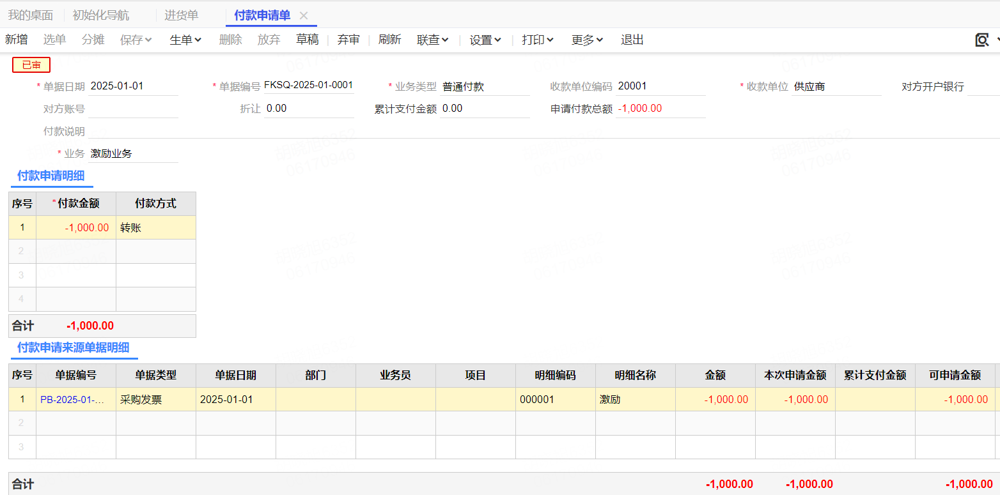 我的桌面 初始化导航 进货单 付款申请单
新增 选单 分摊 保存 生单 删除 放弃 草稿 弃审 刷新 联查 设置 打印 更多 退出
已审
* 单据日期 2025-01-01 * 单据编号 FKSQ-2025-01-0001 * 业务类型 普通付款 收款单位编码 20001 * 收款单位 供应商 对方开户银行
对方账号 折让 0.00 累计支付金额 0.00 申请付款总额 -1,000.00
付款说明
* 业务 激励业务
付款申请明细
序号 *付款金额 付款方式
1 -1,000.00 转账
2
3
4
合计 -1,000.00
付款申请来源单据明细
序号 单据编号 单据类型 单据日期 部门 业务员 项目 明细编码 明细名称 金额 本次申请金额 累计支付金额 可申请金额
1 PB-2025-01-... 采购发票 2025-01-01 000001 激励 -1,000.00 -1,000.00 -1,000.00
2
3
合计 -1,000.00 -1,000.00 -1,000.00